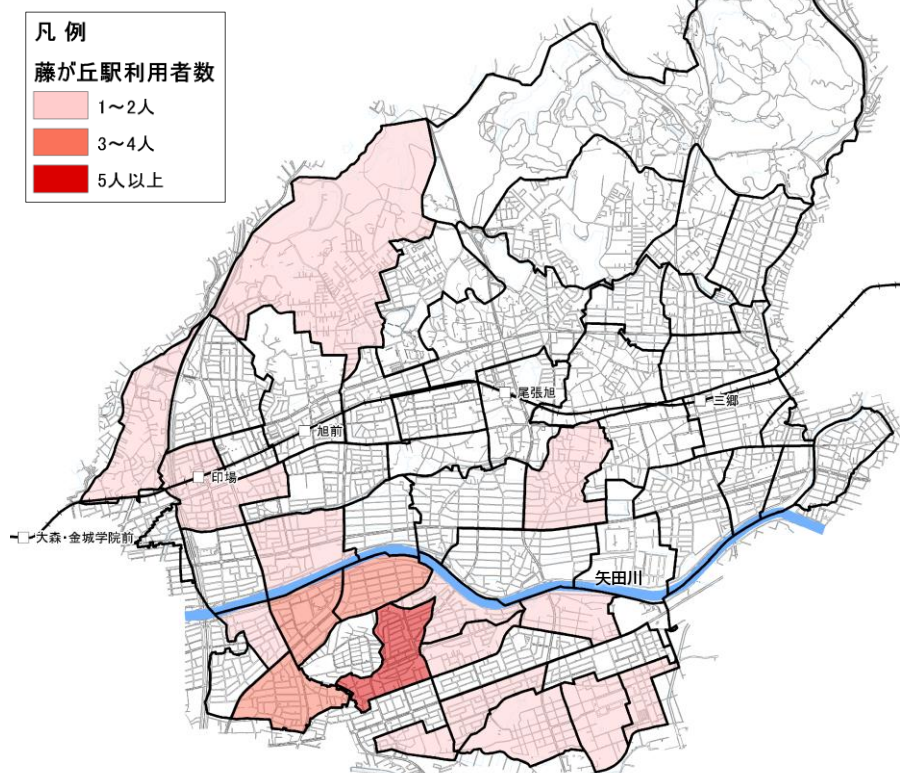 凡 例
藤が丘駅利用者数
1～2人
3～4人
5人以上
尾張旭
三郷
旭前
印場
大森・金城学院前
矢田川